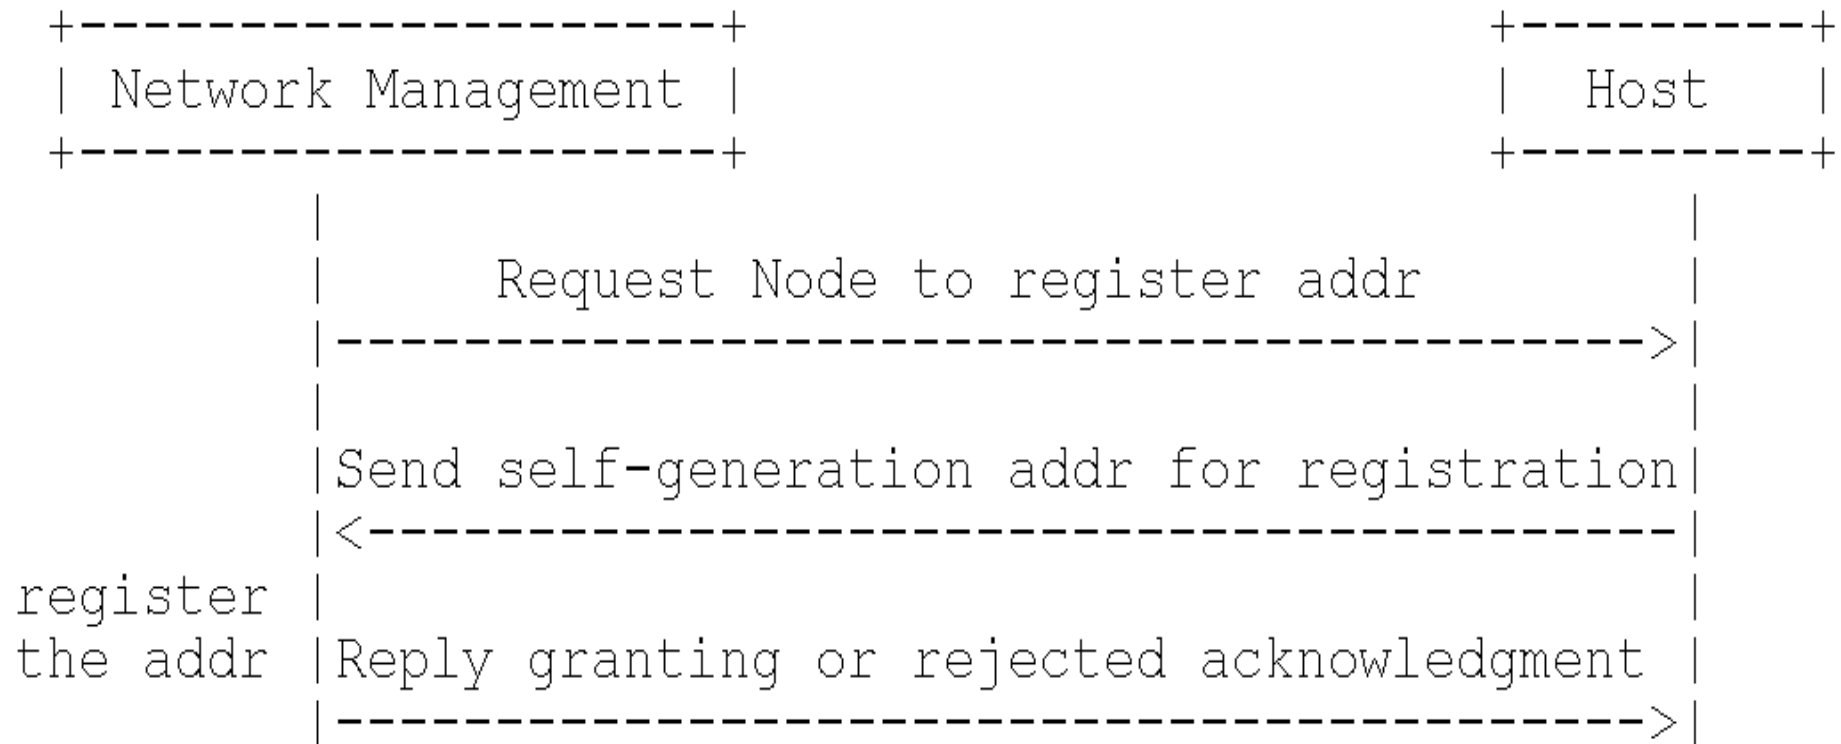 Network Management
Host
Request Node to register addr
Send self-generation addr for registration
register
the addr
Reply granting or rejected acknowledgment